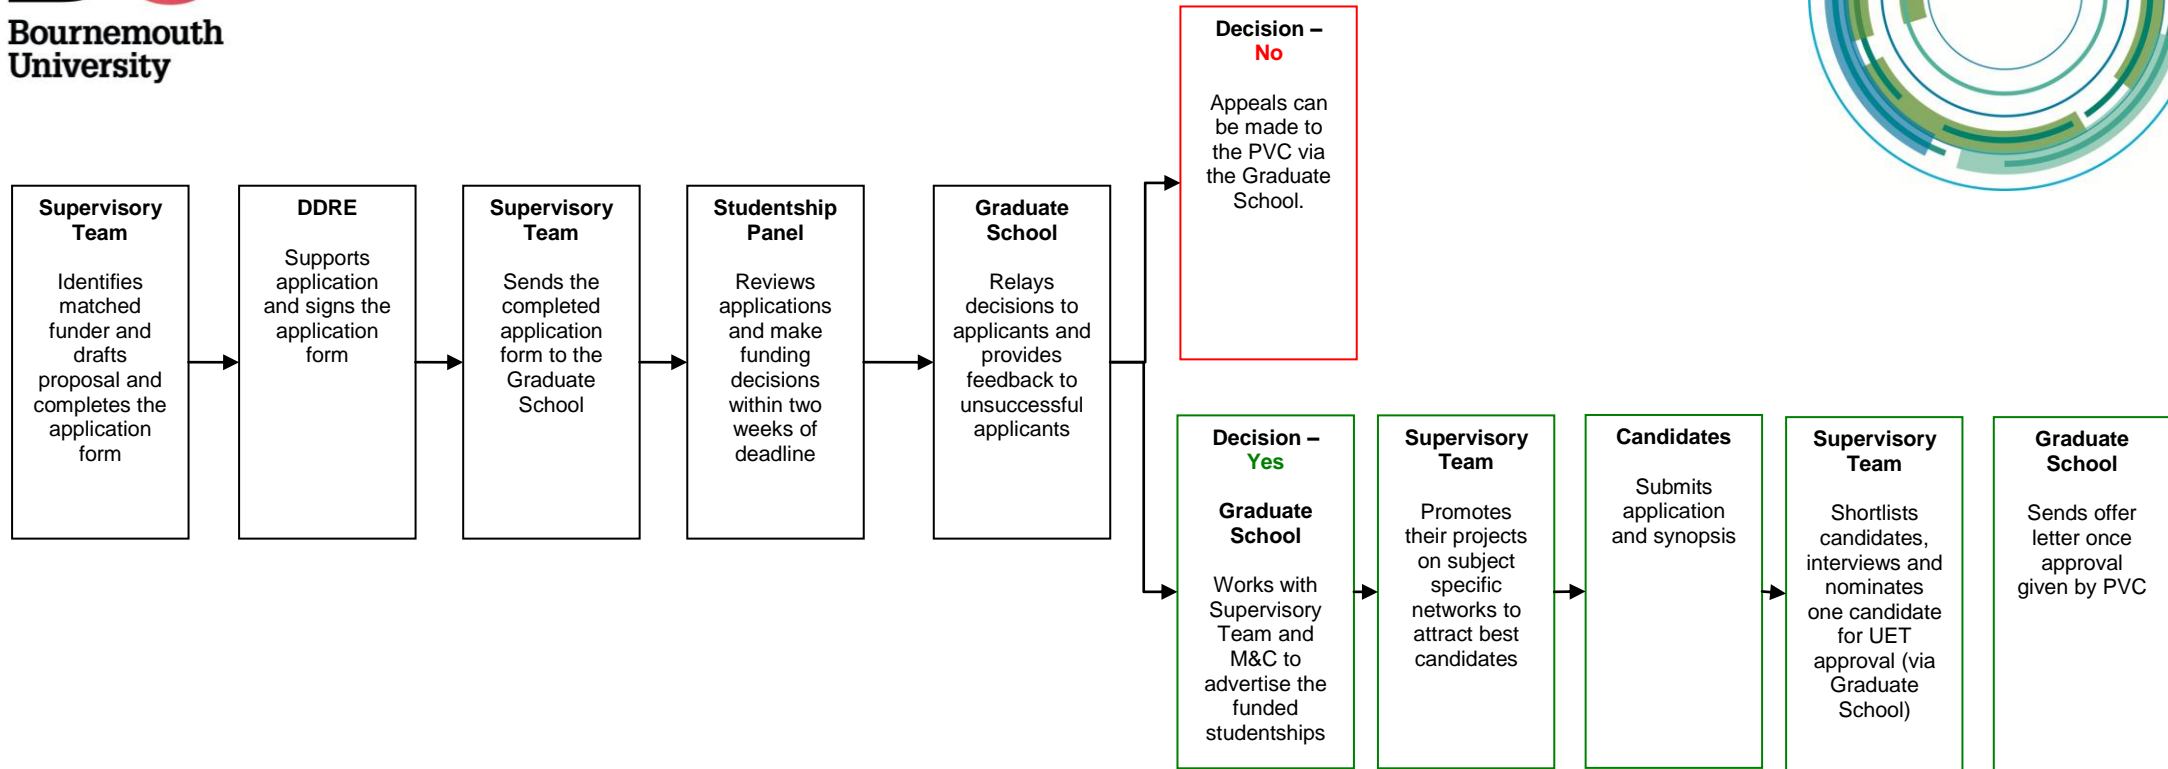 Bournemouth
University
Supervisory
Team
Identifies
matched
funder and
drafts
proposal and
completes the
application
form
DDRE
Supports
application
and signs the
application
form
Supervisory
Team
Sends the
completed
application
form to the
Graduate
School
Studentship
Panel
Reviews
applications
and make
funding
decisions
within two
weeks of
deadline
Graduate
School
Relays
decisions to
applicants and
provides
feedback to
unsuccessful
applicants
Decision –
No
Appeals can
be made to
the PVC via
the Graduate
School.
Decision –
Yes
Graduate
School
Works with
Supervisory
Team and
M&C to
advertise the
funded
studentships
Supervisory
Team
Promotes
their projects
on subject
specific
networks to
attract best
candidates
Candidates
Submits
application
and synopsis
Supervisory
Team
Shortlists
candidates,
interviews and
nominates
one candidate
for UET
approval (via
Graduate
School)
Graduate
School
Sends offer
letter once
approval
given by PVC